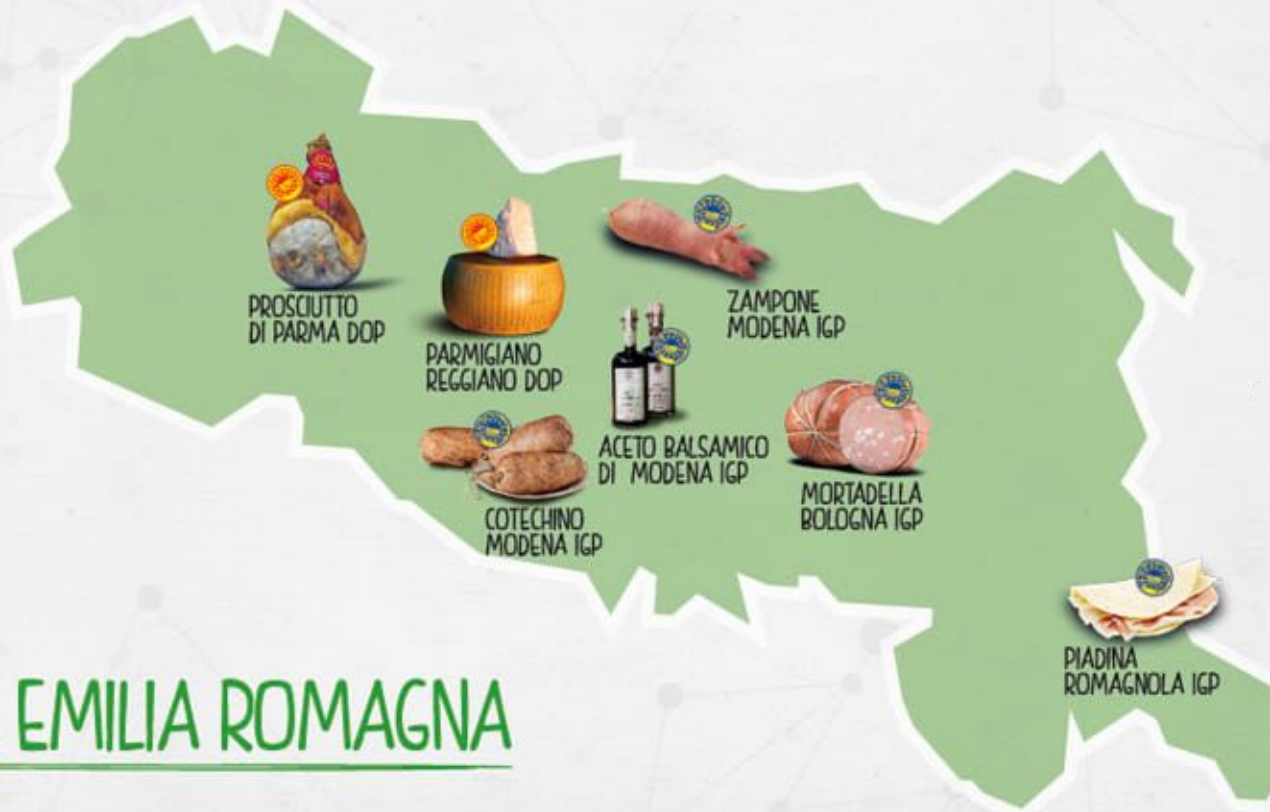 PROSCIUTTO
DI PARMA DOP
PARMIGIANO
REGGIANO DOP
ZAMPONE
MODENA IGP
ACETO BALSAMICO
DI MODENA IGP
COTECHINO
MODENA IGP
MORTADELLA
BOLOGNA IGP
PIADINA
ROMAGNOLA IGP
EMILIA ROMAGNA